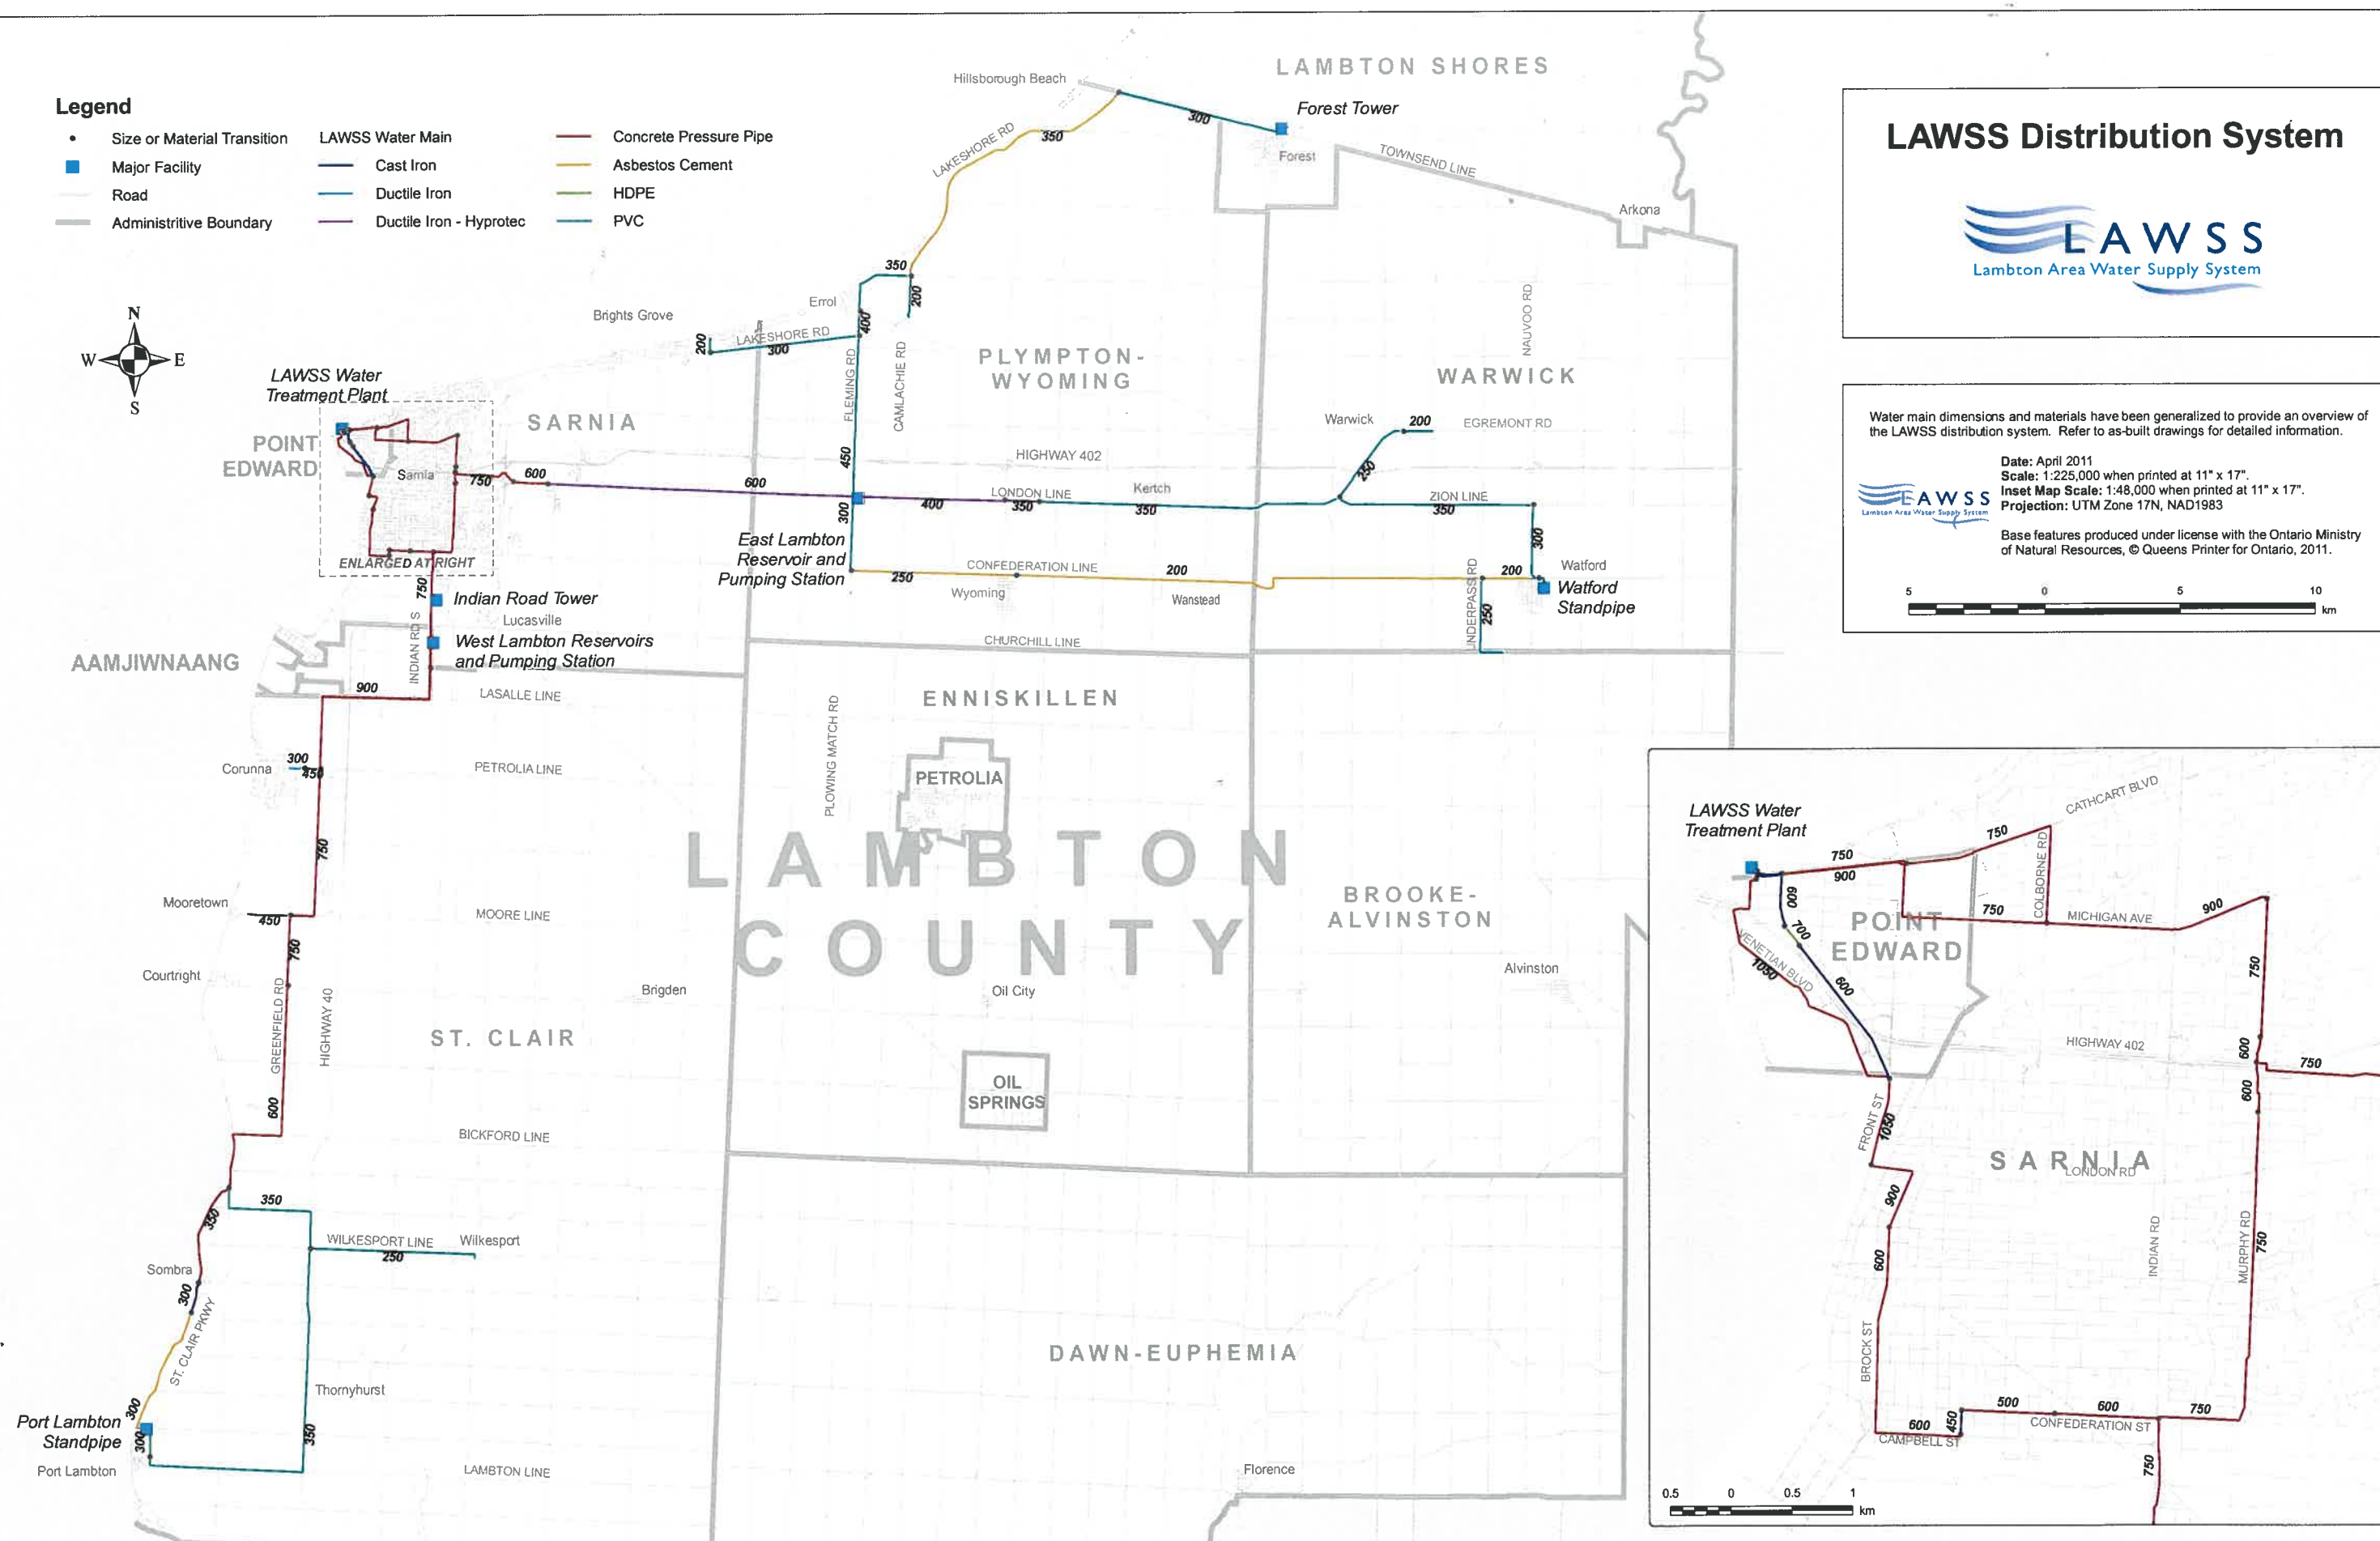 LAMBTON SHORES
Hillsborough Beach
Forest Tower
300
350
LAKESHORE RD
Forest
TOWNSEND LINE
Arkona
Legend
Size or Material Transition
Major Facility
Road
Administritive Boundary
LAWSS Water Main
Cast Iron
Ductile Iron
Ductile Iron - Hyprotec
Concrete Pressure Pipe
Asbestos Cement
HDPE
PVC
LAWSS Distribution System
LAWSS
Lambton Area Water Supply System
N
W
E
S
350
200
Errol
400
Brights Grove
200
LAKESHORE RD
300
FLEMING RD
CAMLACHIE RD
PLYMPTON-
WYOMING
NAUVOO RD
WARWICK
LAWSS Water
Treatment Plant
SARNIA
POINT
EDWARD
Sarnia
750
600
600
450
HIGHWAY 402
Warwick
200
EGREMONT RD
250
LONDON LINE
Kertch
400
350
350
ZION LINE
350
300
300
East Lambton
Reservoir and
Pumping Station
ENLARGED AT RIGHT
750
CONFEDERATION LINE
250
200
200
Wyoming
Wanstead
UNDERPASS RD
250
Watford
Watford
Standpipe
Indian Road Tower
Lucasville
INDIAN RD S
West Lambton Reservoirs
and Pumping Station
CHURCHILL LINE
AAMJIWNAANG
900
LASALLE LINE
ENNISKILLEN
PLOWING MATCH RD
Corunna
300
450
PETROLIA LINE
PETROLIA
750
LAMBTON
COUNTY
Mooretown
450
MOORE LINE
BROOKE-
ALVINSTON
750
Courtright
GREENFIELD RD
HIGHWAY 40
Brigden
Oil City
Alvinston
ST. CLAIR
600
OIL
SPRINGS
BICKFORD LINE
350
350
WILKESPORT LINE
Wilkesport
250
Sombra
300
ST. CLAIR PKWY
DAWN-EUPHEMIA
Thornyhurst
300
Port Lambton
Standpipe
300
350
Port Lambton
LAMBTON LINE
Florence
Water main dimensions and materials have been generalized to provide an overview of
the LAWSS distribution system. Refer to as-built drawings for detailed information.
LAWSS
Lambton Area Water Supply System
Date: April 2011
Scale: 1:225,000 when printed at 11" x 17".
Inset Map Scale: 1:48,000 when printed at 11" x 17".
Projection: UTM Zone 17N, NAD1983
Base features produced under license with the Ontario Ministry
of Natural Resources, © Queens Printer for Ontario, 2011.
5 0 5 10
km
LAWSS Water
Treatment Plant
CATHCART BLVD
750
750
900
COLBORNE RD
600
750
MICHIGAN AVE
900
POINT
EDWARD
700
VENETIAN BLVD
1050
600
750
HIGHWAY 402
600
750
600
FRONT ST
1050
SARNIA
LONDON RD
900
600
INDIAN RD
MURPHY RD
750
BROCK ST
500
600
750
600
450
CONFEDERATION ST
CAMPBELL ST
750
0.5 0 0.5 1
km